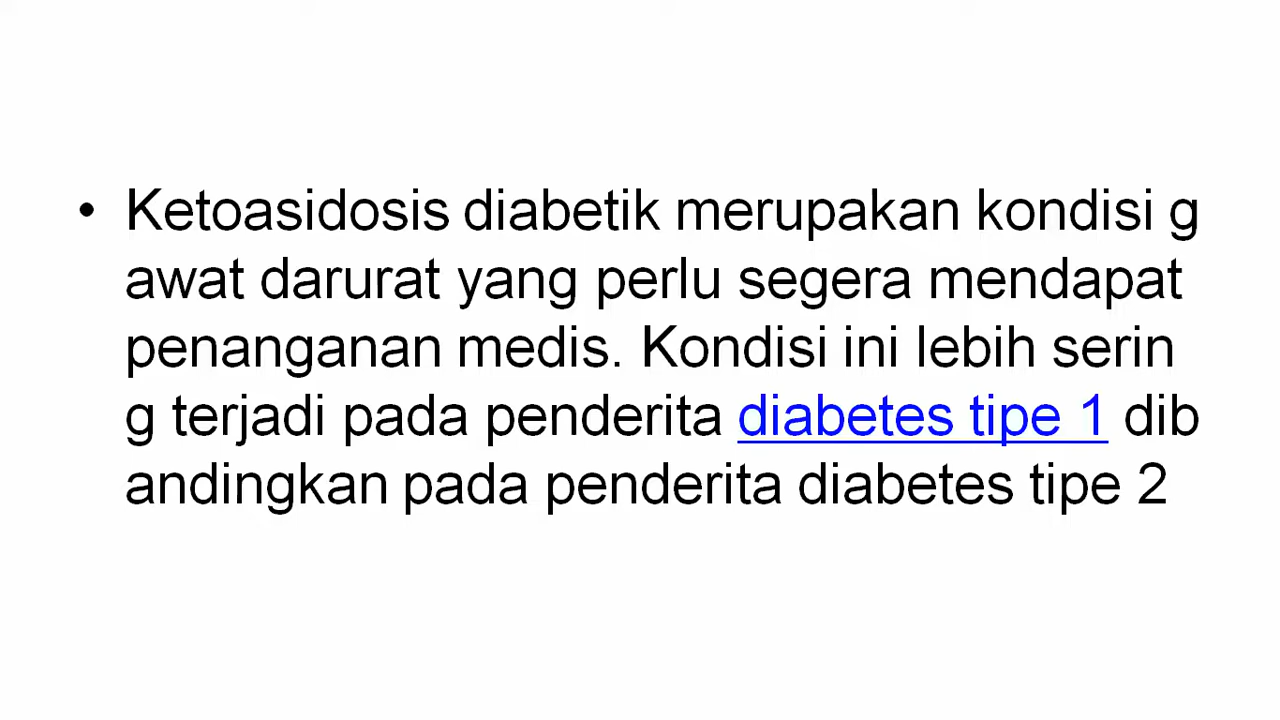 • Ketoasidosis diabetik merupakan kondisi g
awat darurat yang perlu segera mendapat
penanganan medis. Kondisi ini lebih serin
g terjadi pada penderita diabetes tipe 1 dib
andingkan pada penderita diabetes tipe 2